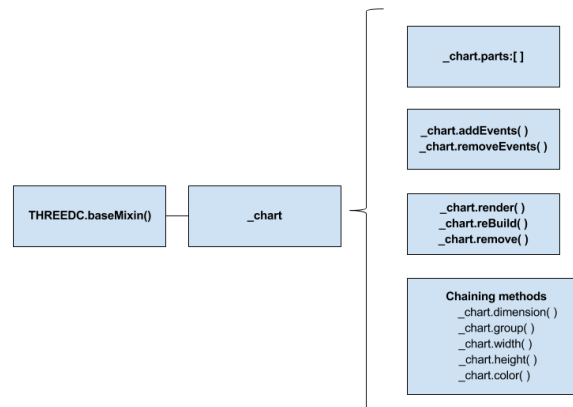 THREEDC.baseMixin()
_chart
_chart.parts:[ ]
_chart.addEvents( )
_chart.removeEvents( )
_chart.render( )
_chart.reBuild( )
_chart.remove( )
Chaining methods
_chart.dimension( )
_chart.group( )
_chart.width( )
_chart.height( )
_chart.color( )